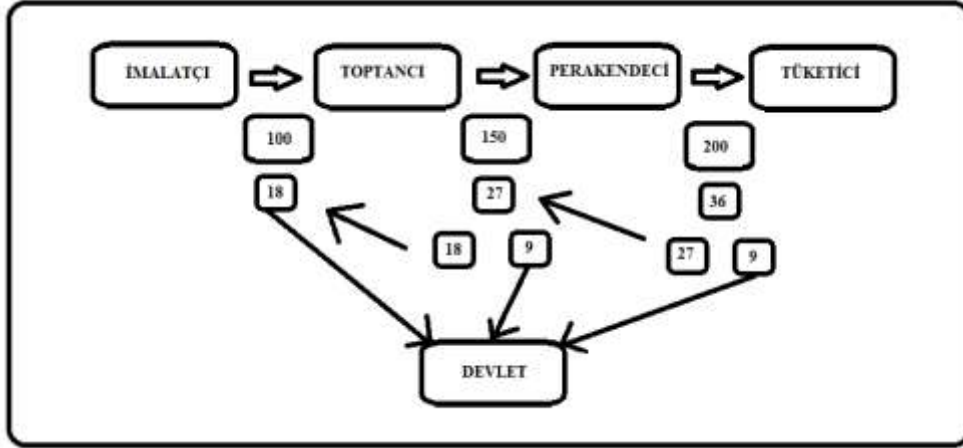 İMALATÇI
TOPTANCI
PERAKENDECİ
TÜKETİCİ
100
150
200
18
27
36
18
9
27
9
DEVLET